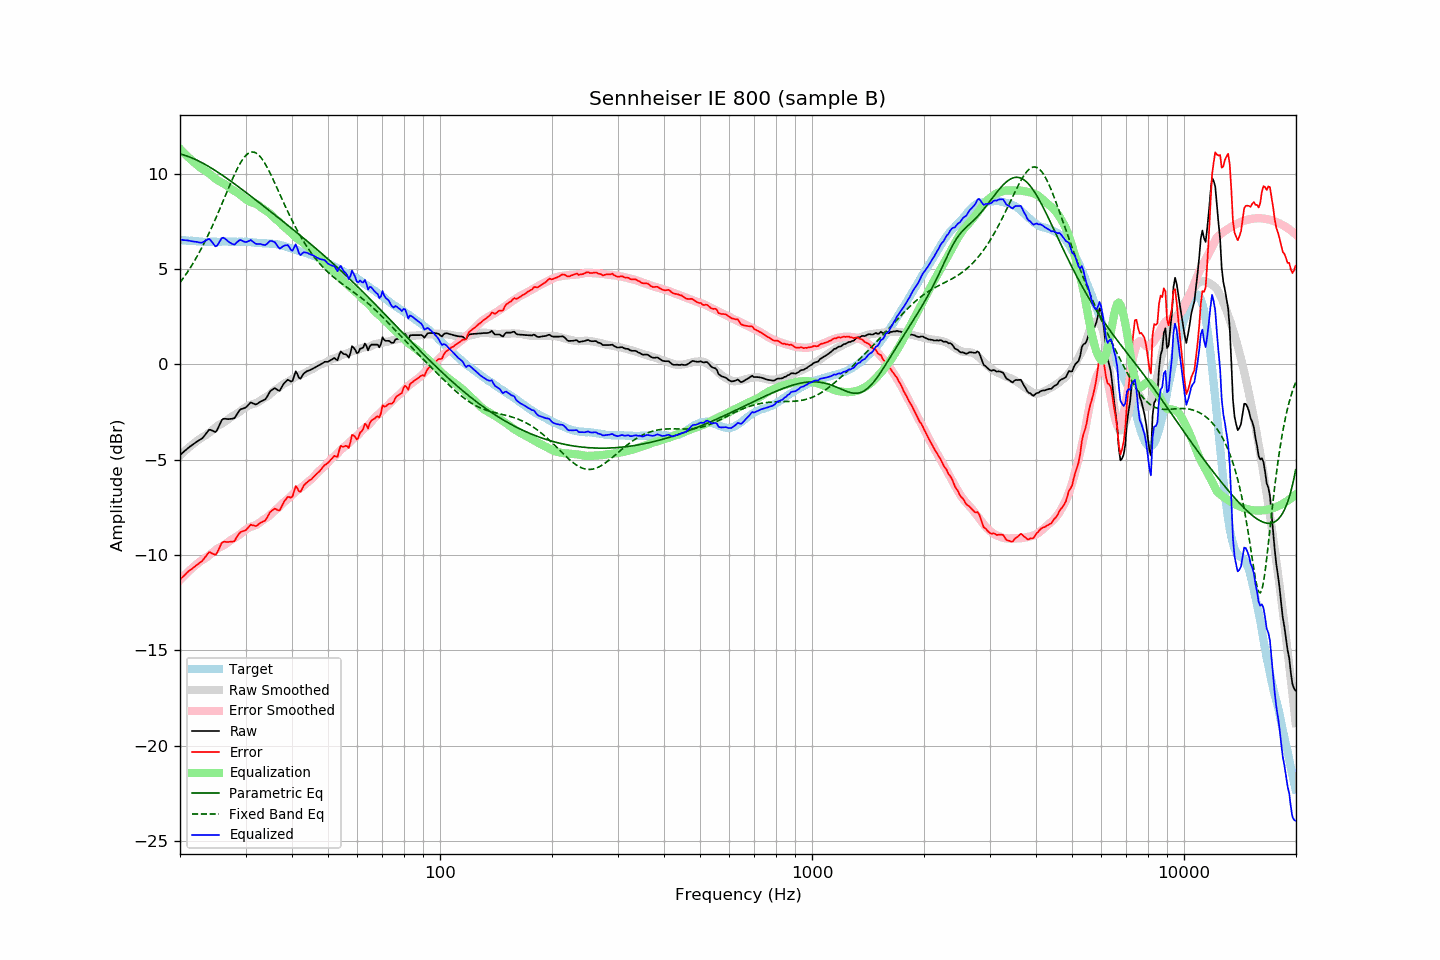 Sennheiser IE 800 (sample B)
Amplitude (dBr)
10
5
0
−5
−10
−15
−20
−25
Target
Raw Smoothed
Error Smoothed
Raw
Error
Equalization
Parametric Eq
Fixed Band Eq
Equalized
100
1000
10000
Frequency (Hz)